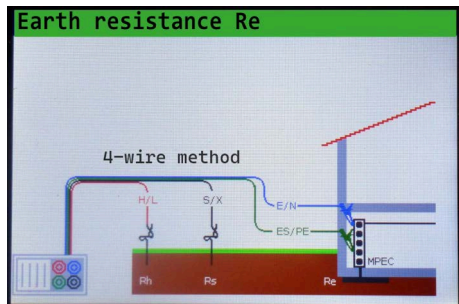 Earth resistance Re
4-wire method
H/L
S/X
E/N
ES/PE
MPEC
Rh
Rs
Re